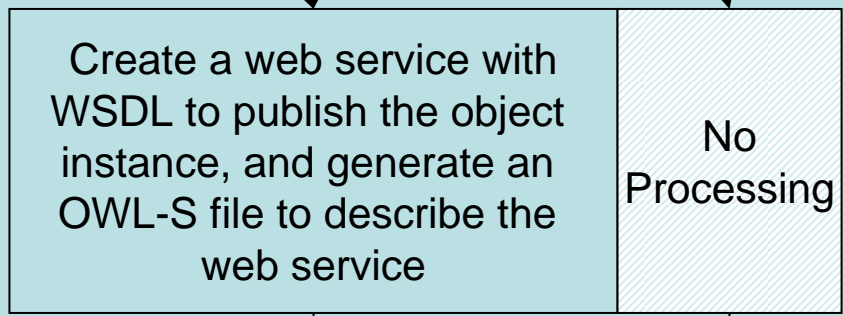 Create a web service with
WSDL to publish the object
instance, and generate an
OWL-S file to describe the
web service
No
Processing